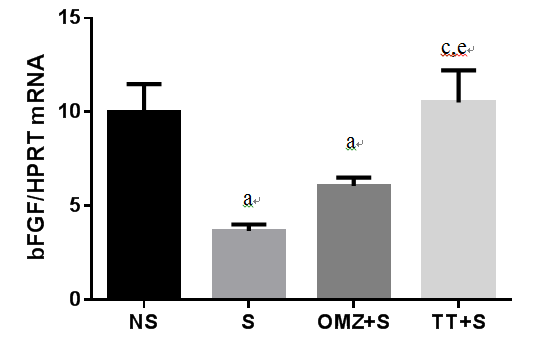 bFGF/HPRT mRNA
15
10
5
0
a
a
c,e
NS S OMZ+S TT+S